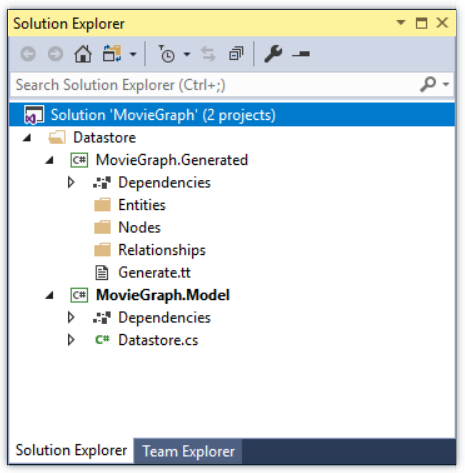 Solution Explorer
Search Solution Explorer (Ctrl+;)
Solution 'MovieGraph' (2 projects)
Datastore
C# MovieGraph.Generated
Dependencies
Entities
Nodes
Relationships
Generate.tt
C# MovieGraph.Model
Dependencies
C# Datastore.cs
Solution Explorer Team Explorer